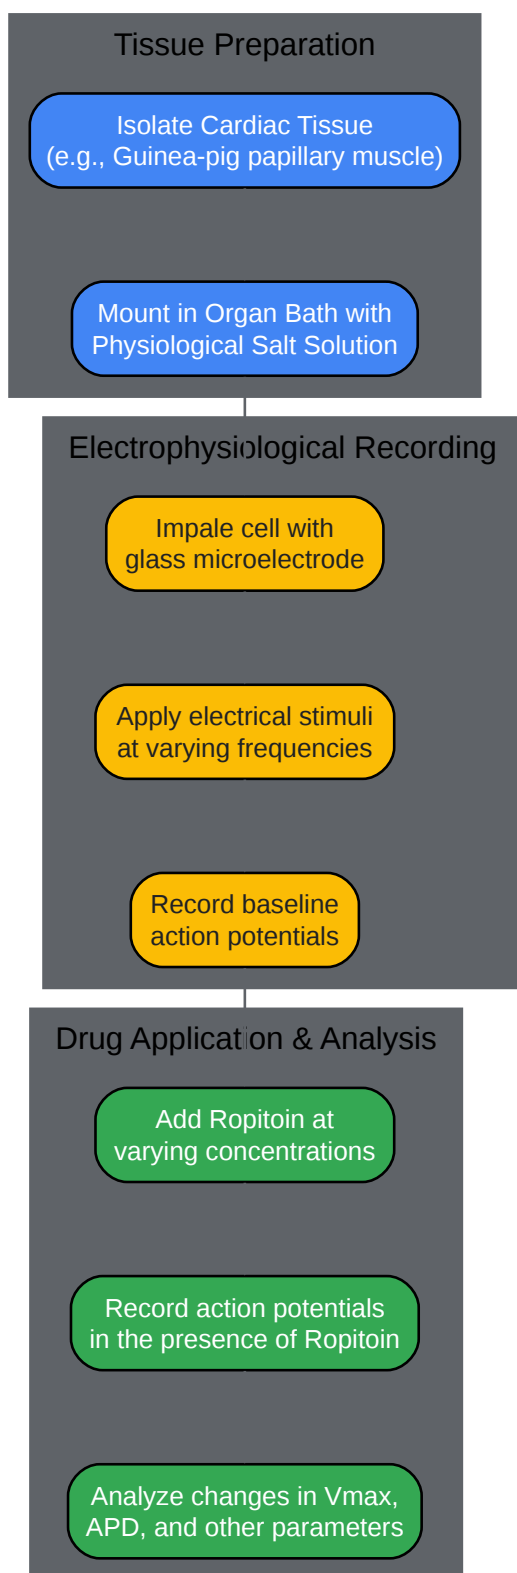 Tissue Preparation
Isolate Cardiac Tissue
(e.g., Guinea-pig papillary muscle)
Mount in Organ Bath with
Physiological Salt Solution
Electrophysiological Recording
Impale cell with
glass microelectrode
Apply electrical stimuli
at varying frequencies
Record baseline
action potentials
Drug Application & Analysis
Add Ropitoin at
varying concentrations
Record action potentials
in the presence of Ropitoin
Analyze changes in Vmax,
APD, and other parameters